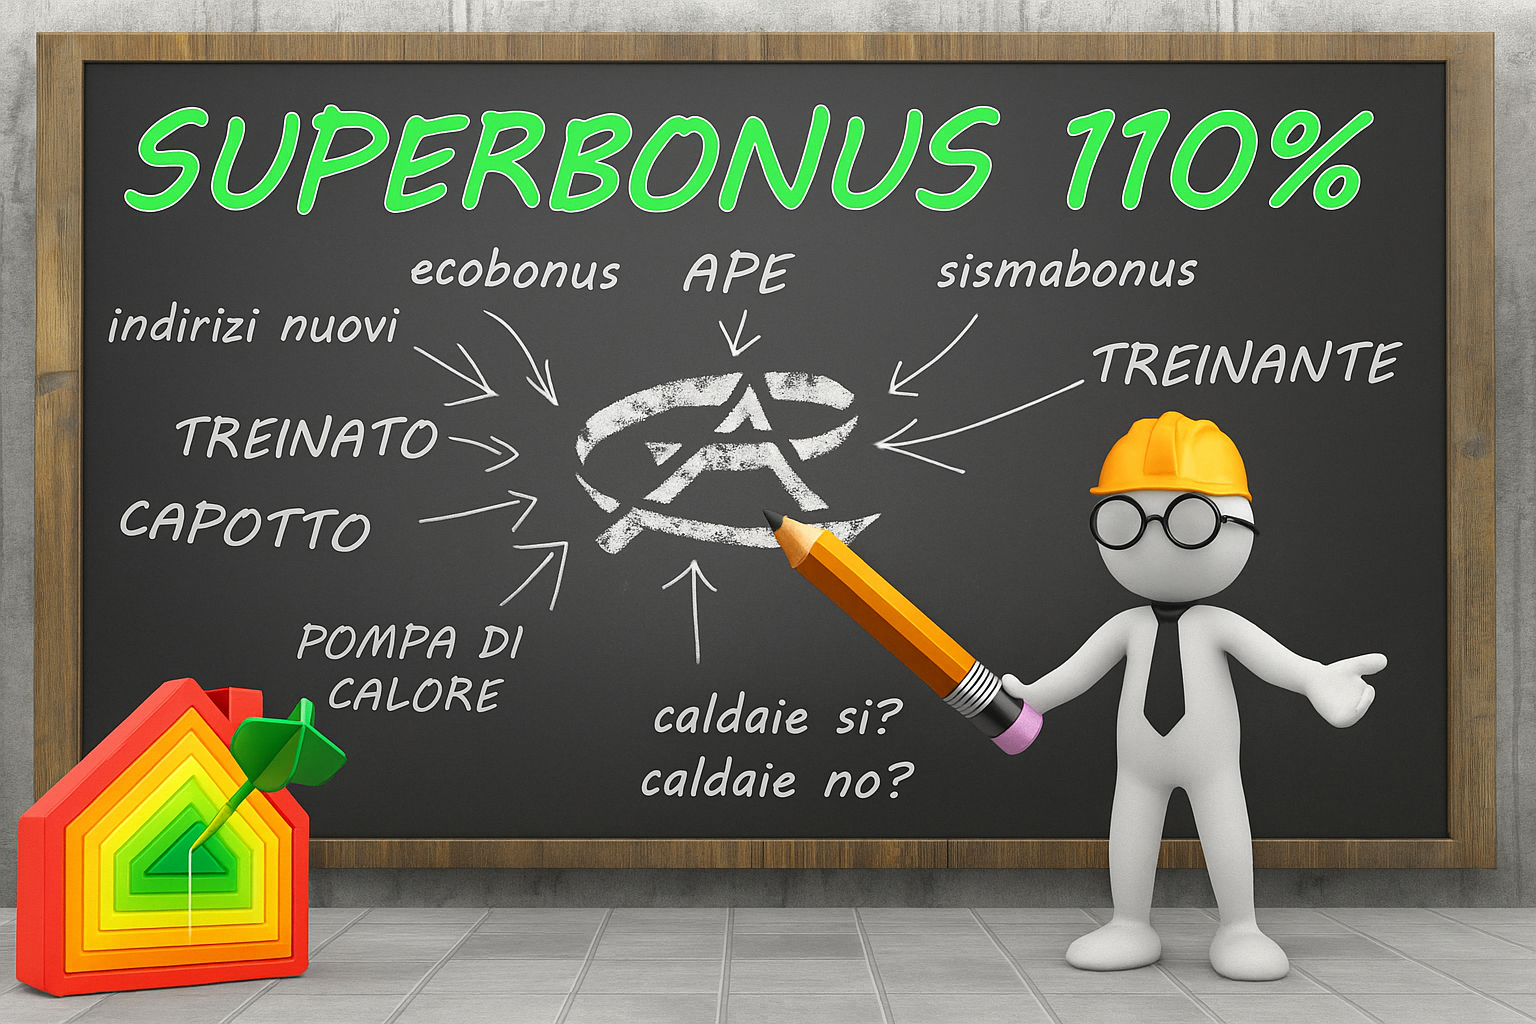 SUPERBONUS 110%
ecobonus
APE
sismabonus
indirizi nuovi
TREINANTE
TREINATO
CAPOTTO
POMPA DI
CALORE
caldaie si?
caldaie no?